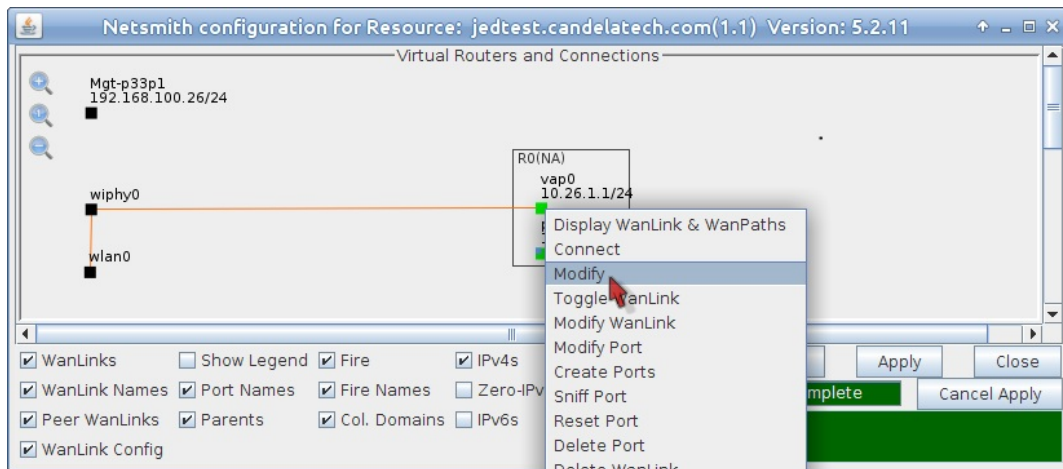 Netsmith configuration for Resource: jedtest.candelatech.com(1.1) Version: 5.2.11
Virtual Routers and Connections
Mgt-p33p1
192.168.100.26/24
R0(NA)
vap0
10.26.1.1/24
wiphy0
wlan0
Display WanLink & WanPaths
Connect
Modify
Toggle WanLink
Modify WanLink
Modify Port
Create Ports
Sniff Port
Reset Port
Delete Port
Delete WanLink
WanLinks
Show Legend
Fire
IPv4s
Apply
Close
WanLink Names
Port Names
Fire Names
Zero-IPv
mplete
Cancel Apply
Peer WanLinks
Parents
Col. Domains
IPv6s
WanLink Config